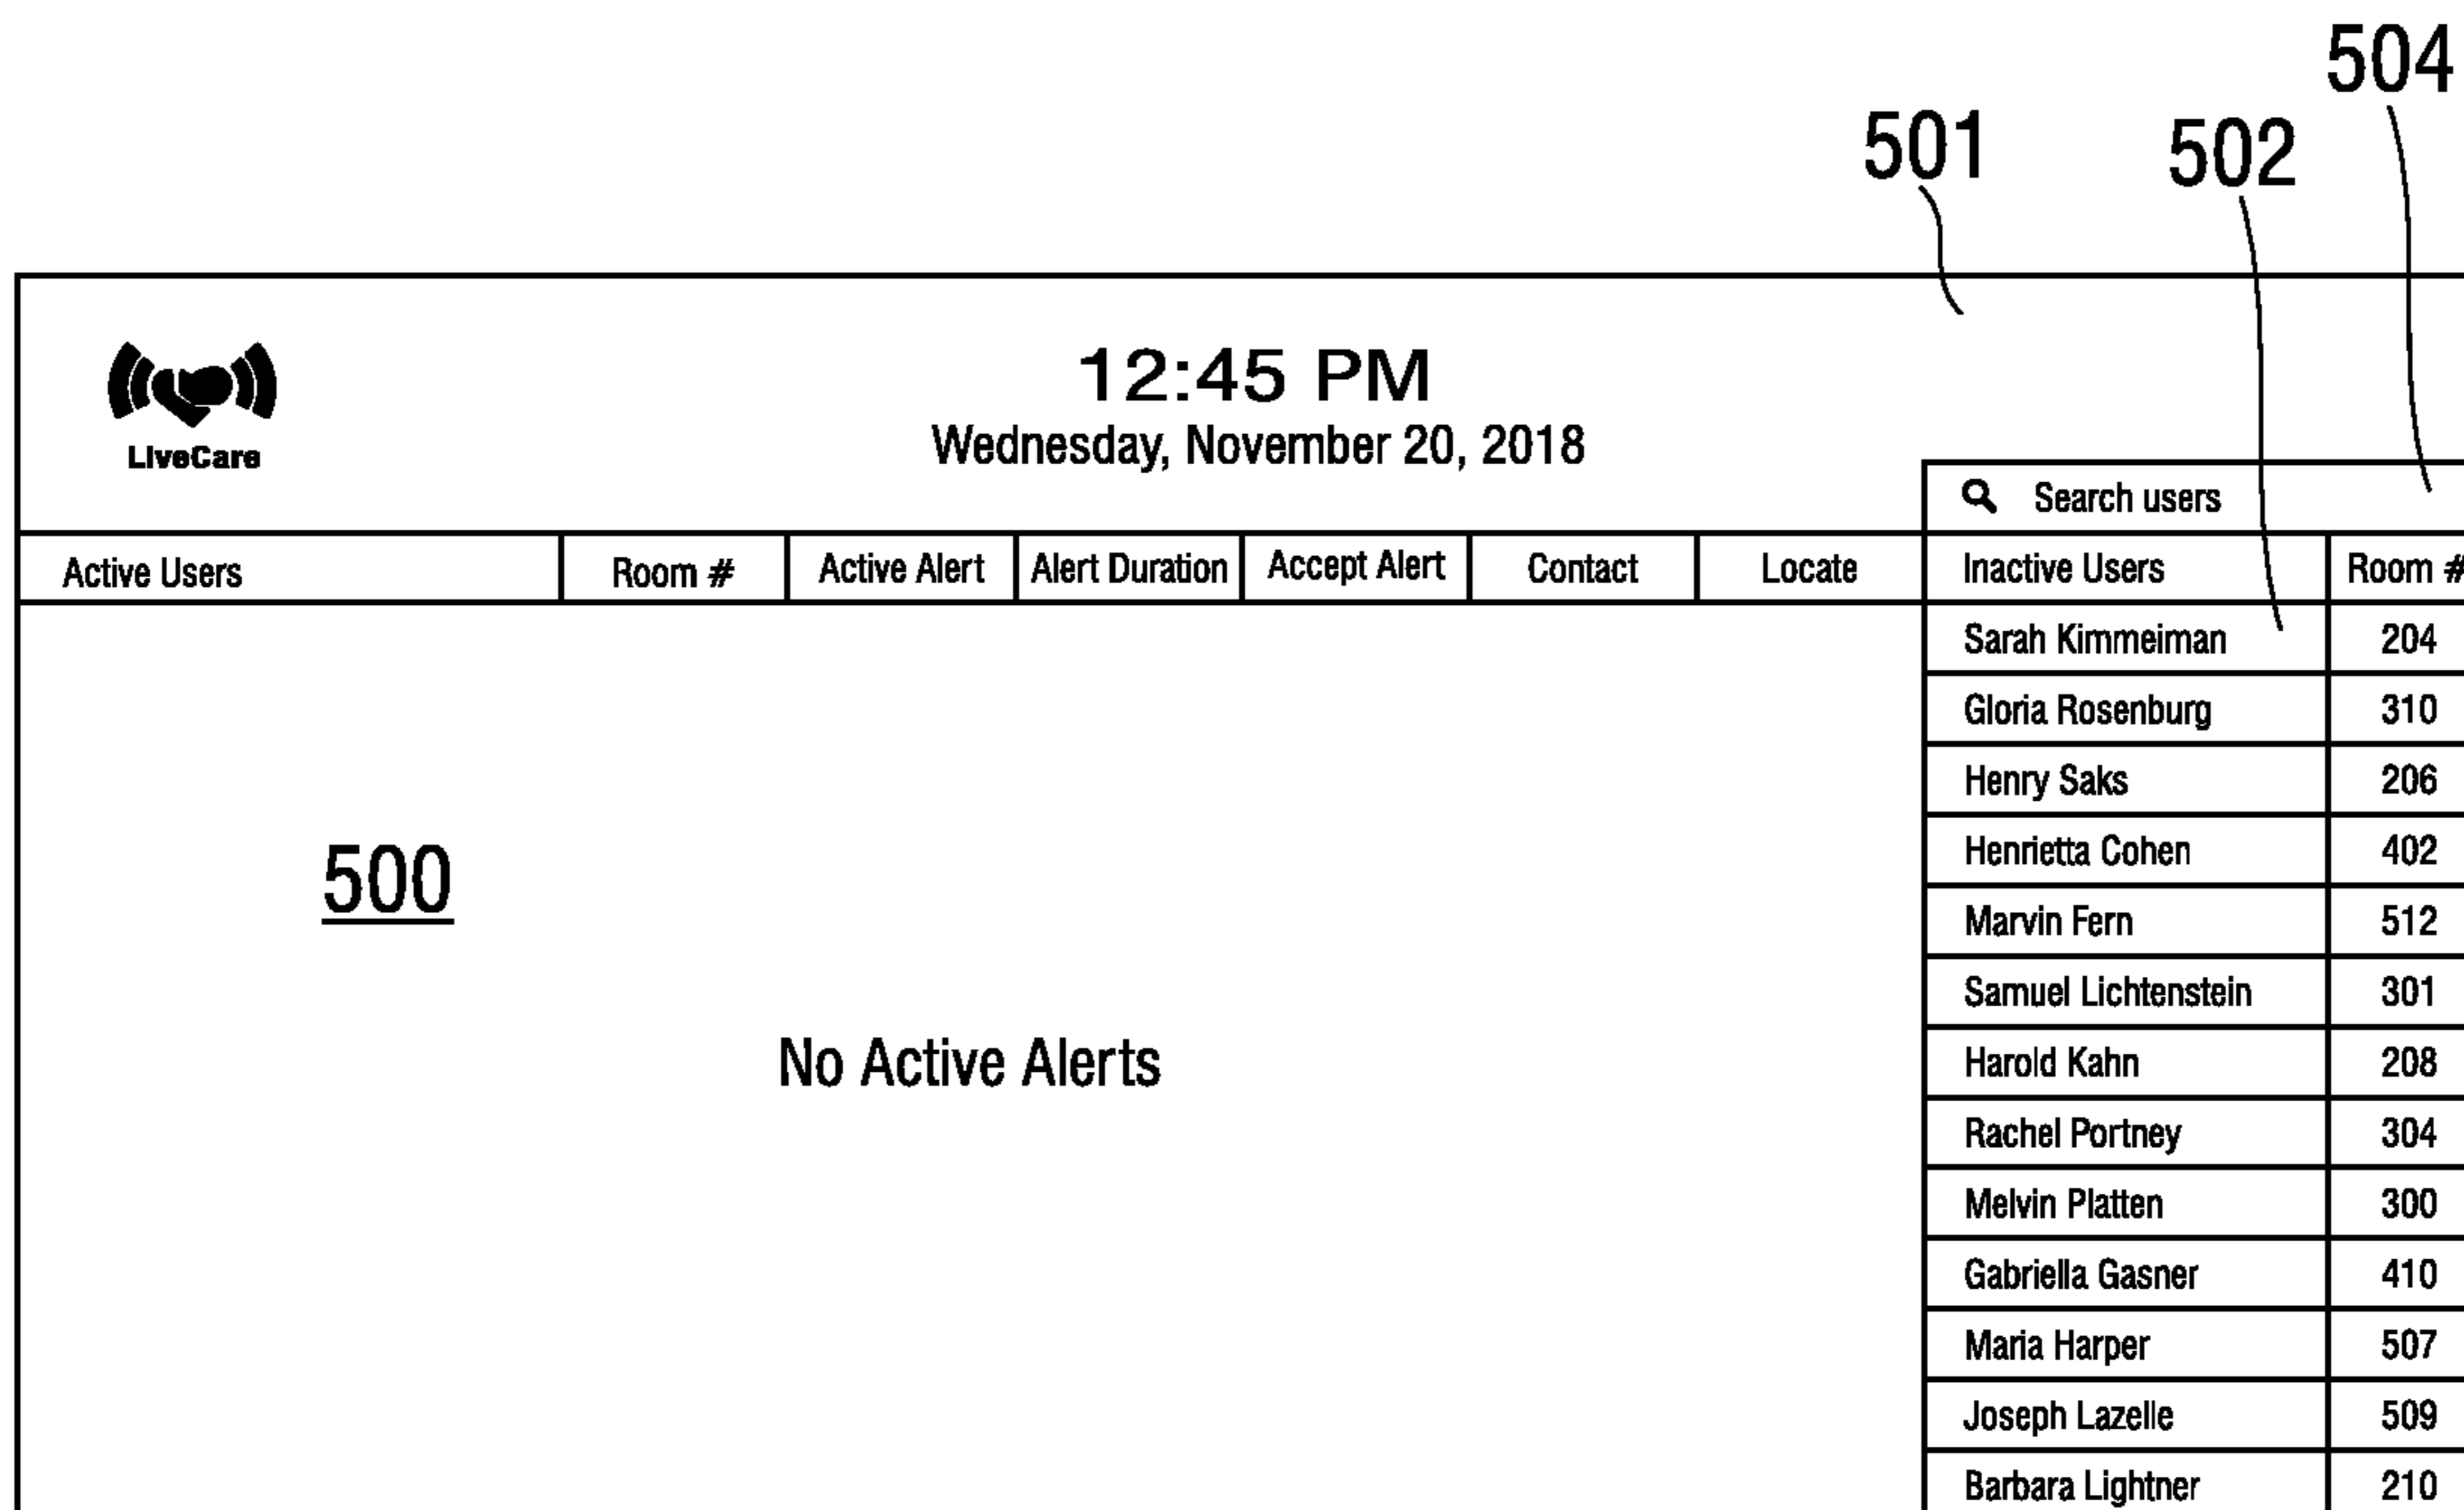 504
501 502
LiveCare
12:45 PM
Wednesday, November 20, 2018
Search users
Active Users Room # Active Alert Alert Duration Accept Alert Contact Locate Inactive Users Room #
Sarah Kimmeiman 204
Gloria Rosenburg 310
Henry Saks 206
Henrietta Cohen 402
Marvin Fern 512
Samuel Lichtenstein 301
Harold Kahn 208
Rachel Portney 304
Melvin Platten 300
Gabriella Gasner 410
Maria Harper 507
Joseph Lazelle 509
Barbara Lightner 210
500
No Active Alerts